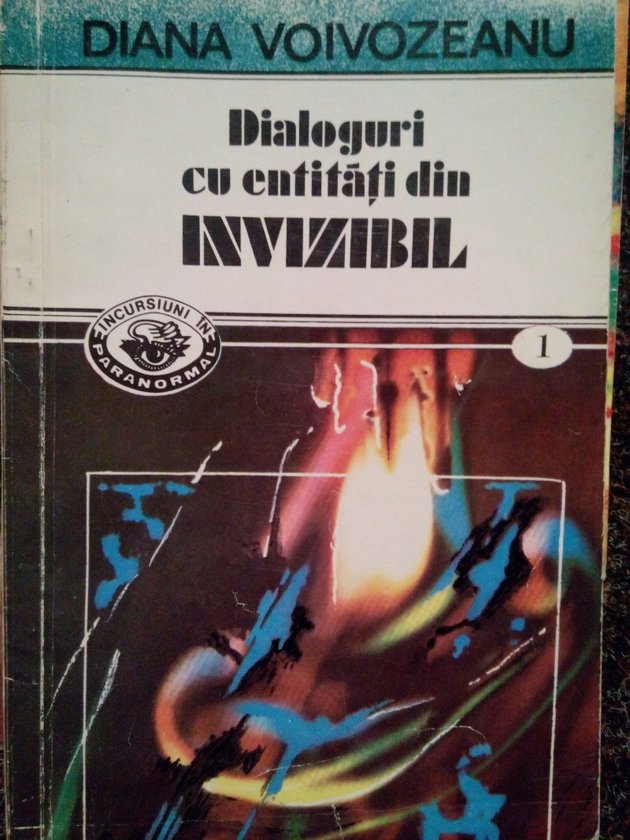 DIANA VOIVOZEANU
Dialoguri
cu entități din
INVIZIBIL
INCURSIUNI ÎN
PARANORMAL
1